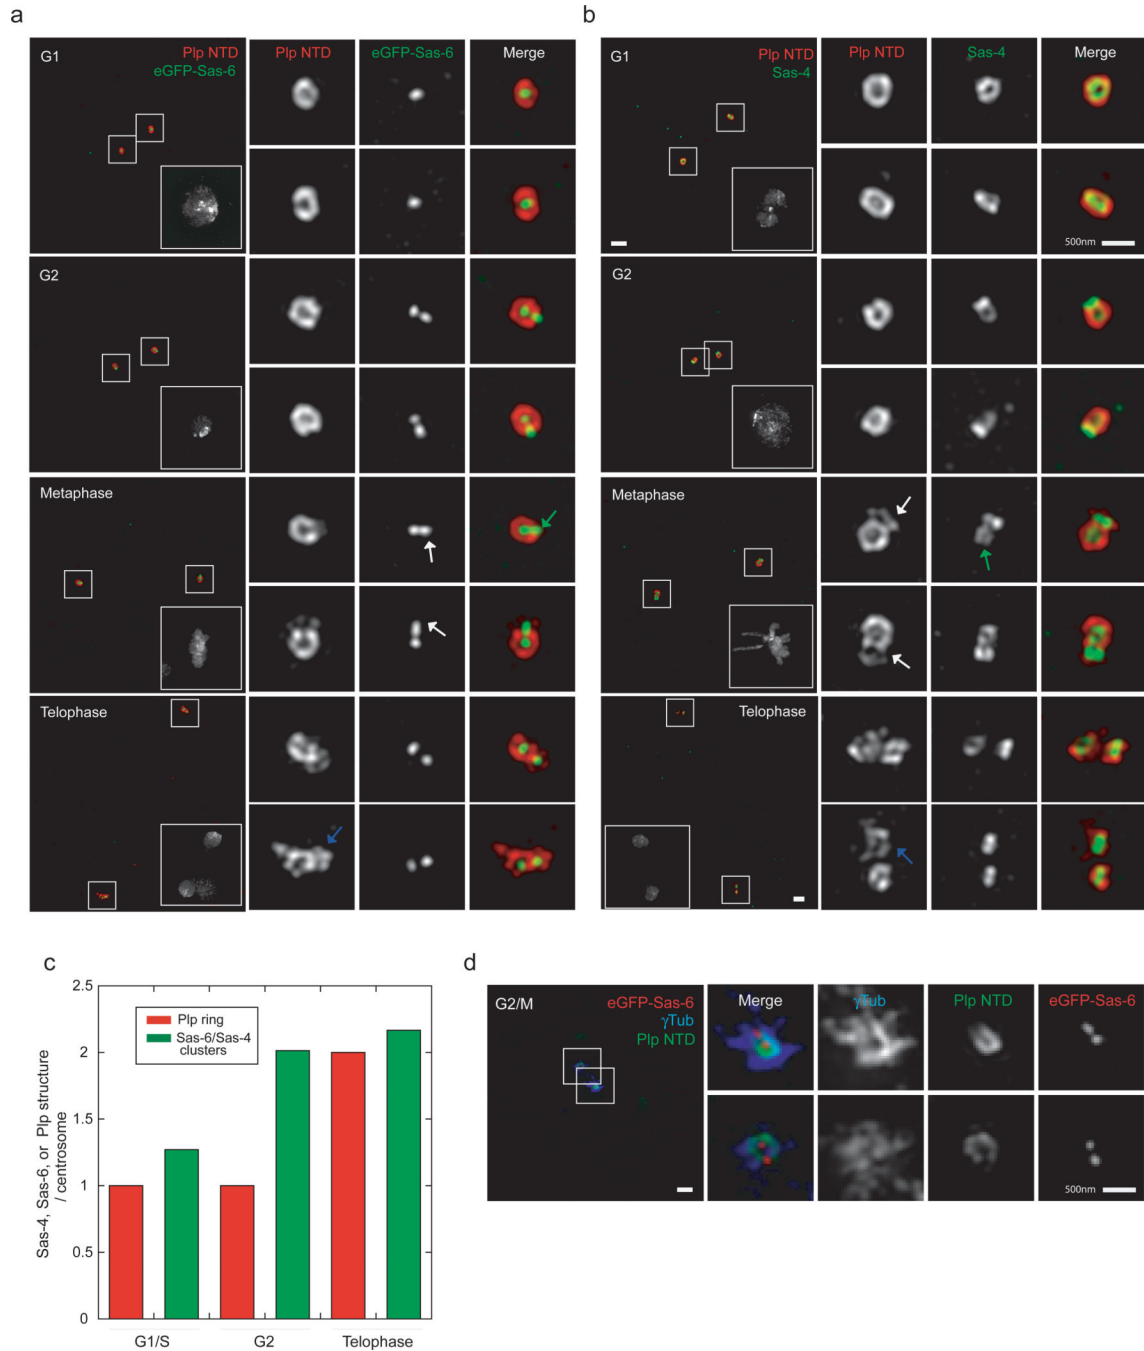 a
G1
Plp NTD
eGFP-Sas-6
Plp NTD
eGFP-Sas-6
Merge
G2
Metaphase
Telophase
b
G1
Plp NTD
Sas-4
Plp NTD
Sas-4
Merge
500nm
G2
Metaphase
Telophase
c
Sas-4, Sas-6, or Plp structure
/ centrosome
2.5
2
1.5
1
0.5
0
Plp ring
Sas-6/Sas-4
clusters
G1/S
G2
Telophase
d
G2/M
eGFP-Sas-6
γTub
Plp NTD
Merge
γTub
Plp NTD
eGFP-Sas-6
500nm